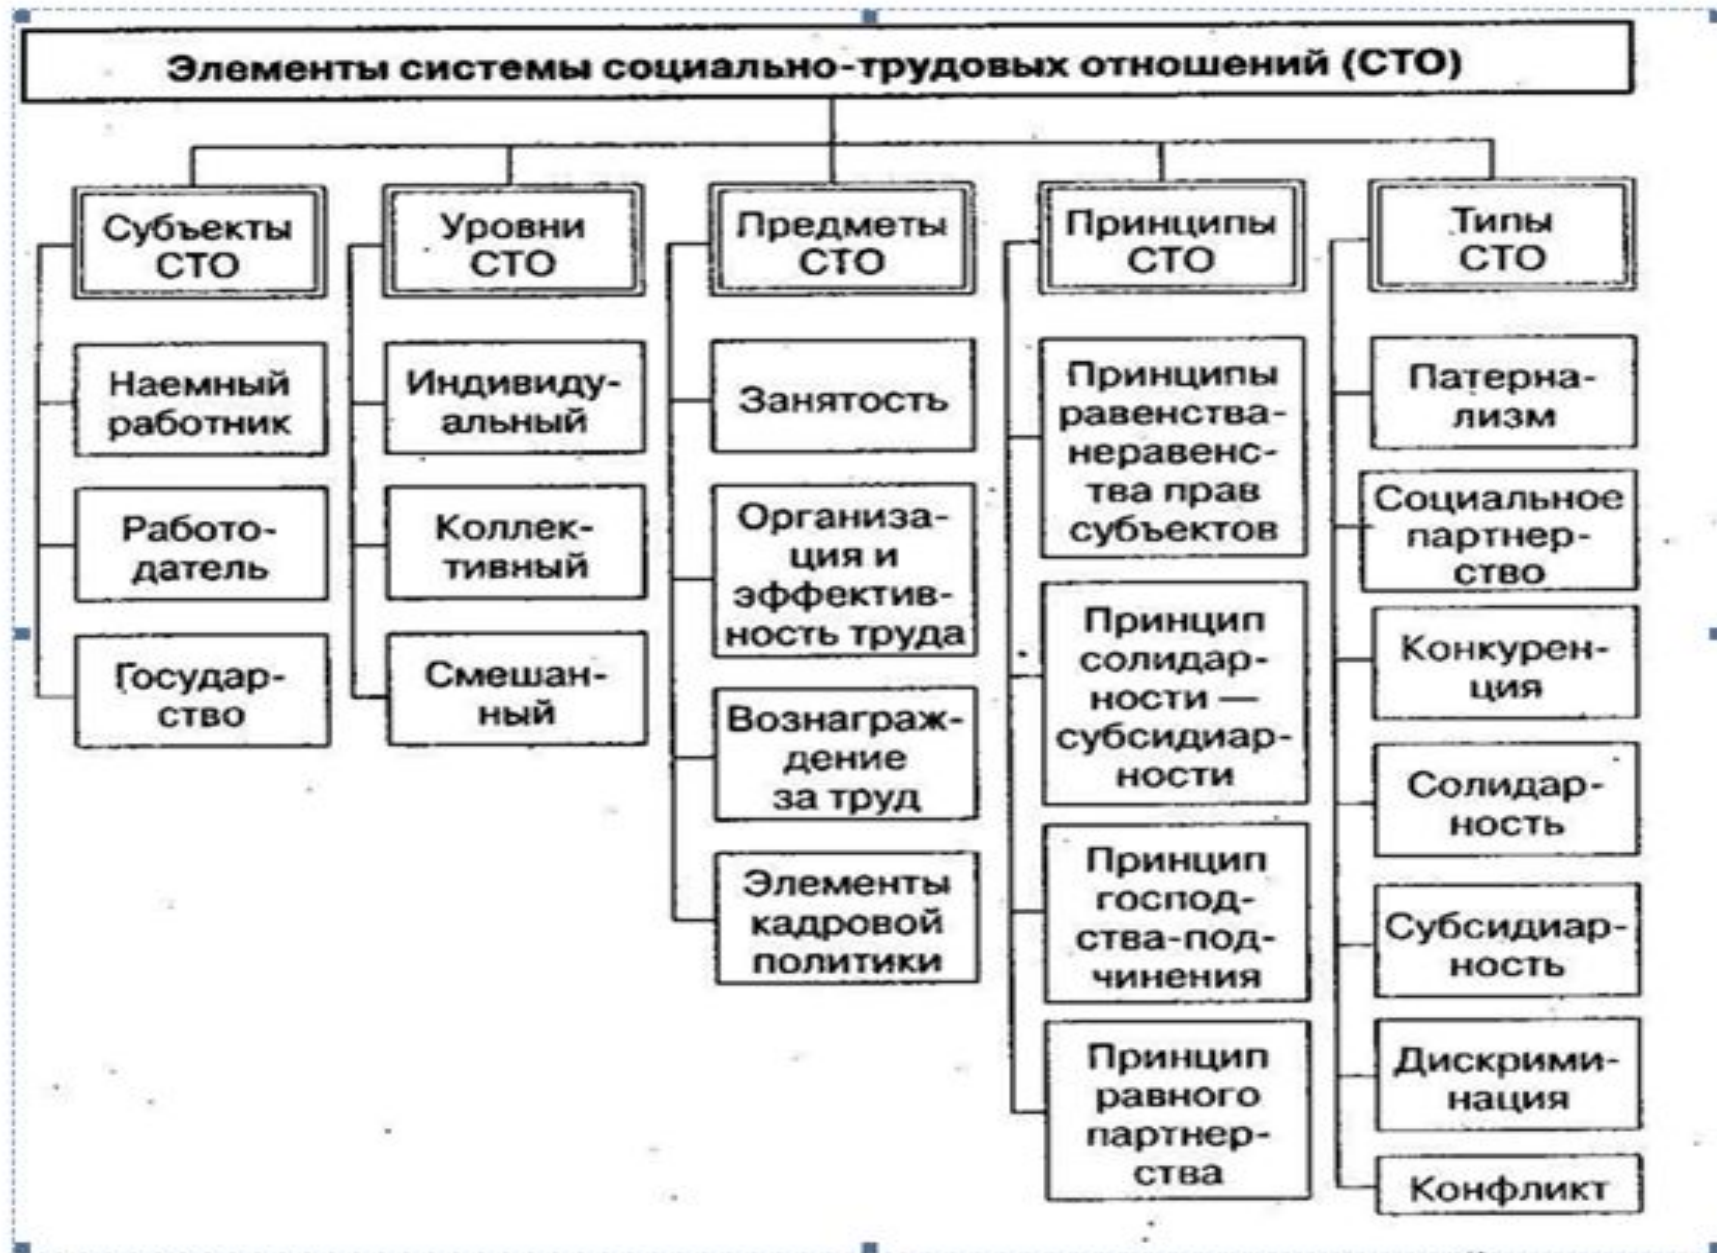 Элементы системы социально-трудовых отношений (СТО)
Субъекты
СТО
Наемный
работник
Работо-
датель
Государ-
ство
Уровни
СТО
Индивиду-
альный
Коллек-
тивный
Смешан-
ный
Предметы
СТО
Занятость
Организа-
ция и
эффектив-
ность труда
Вознаграж-
дение
за труд
Элементы
кадровой
политики
Принципы
СТО
Принципы
равенства-
неравенс-
тва прав
субъектов
Принцип
солидар-
ности —
субсидиар-
ности
Принцип
господ-
ства-под-
чинения
Принцип
равного
партнер-
ства
Типы
СТО
Патерна-
лизм
Социальное
партнер-
ство
Конкурен-
ция
Солидар-
ность
Субсидиар-
ность
Дискрими-
нация
Конфликт